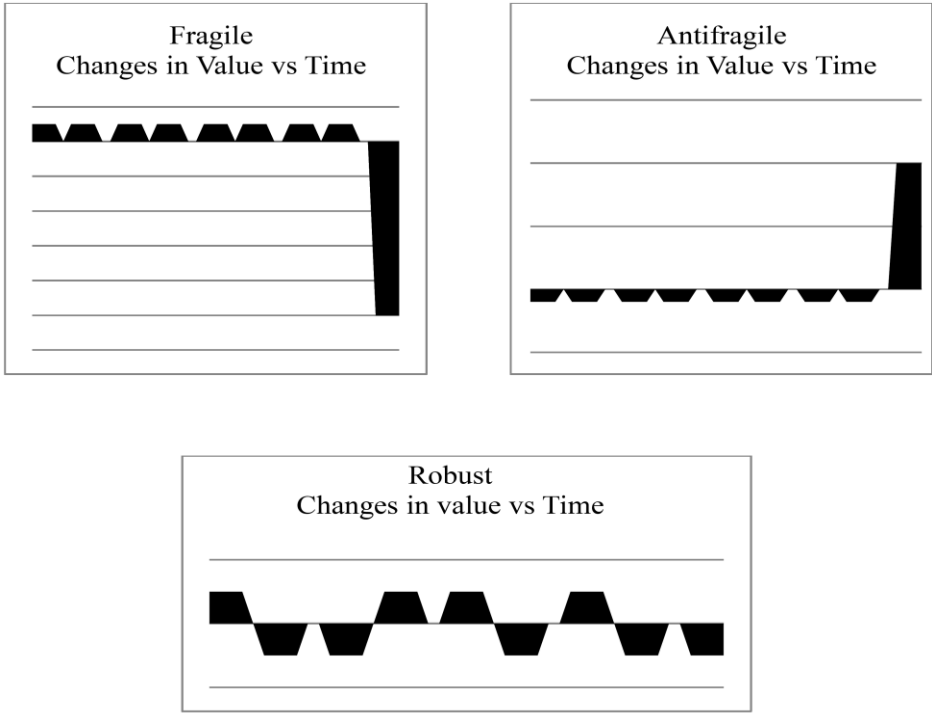 Fragile
Changes in Value vs Time
Antifragile
Changes in Value vs Time
Robust
Changes in value vs Time